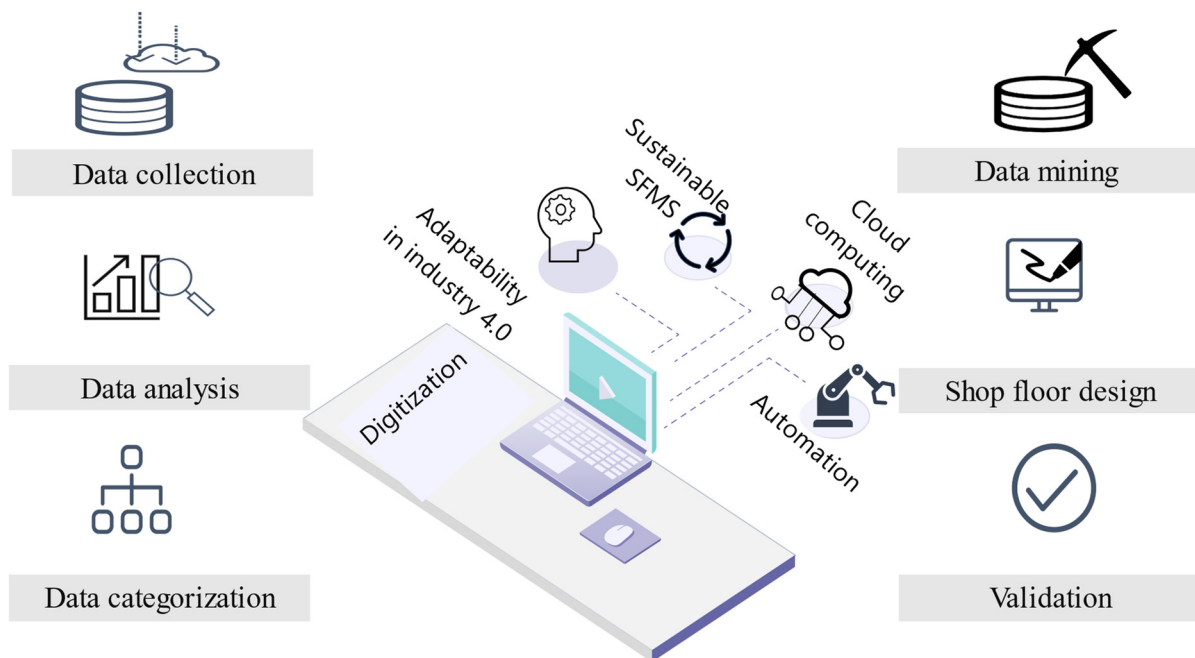 Data collection
Data analysis
Data categorization
Digitization
Adaptability
in industry 4.0
Sustainable
SFMS
Cloud
computing
Automation
Data mining
Shop floor design
Validation